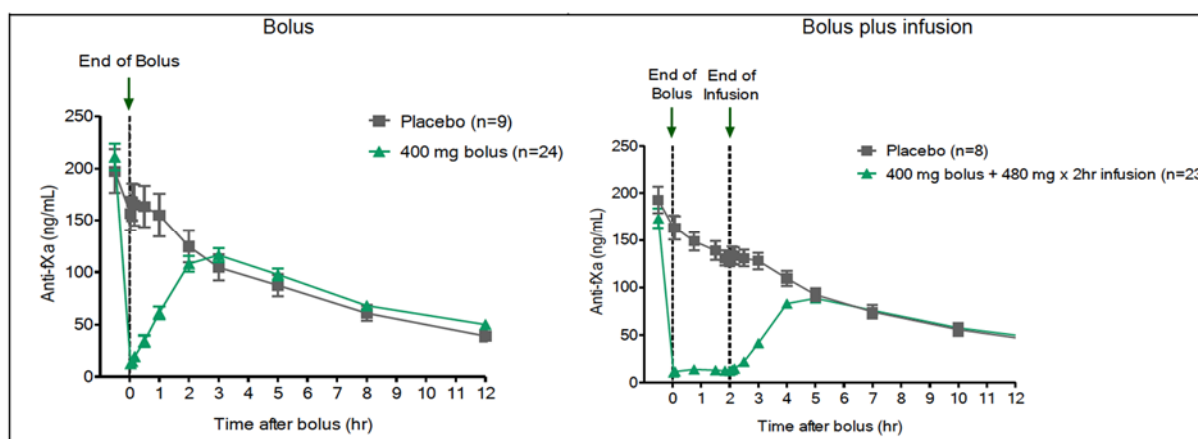 Bolus
End of Bolus
Placebo (n=9)
400 mg bolus (n=24)
Anti-fXa (ng/mL)
250
200
150
100
50
0
0 1 2 3 4 5 6 7 8 9 10 11 12
Time after bolus (hr)
Bolus plus infusion
End of
Bolus
End of
Infusion
Placebo (n=8)
400 mg bolus + 480 mg x 2hr infusion (n=23
Anti-fXa (ng/mL)
250
200
150
100
50
0
0 1 2 3 4 5 6 7 8 9 10 11 12
Time after bolus (hr)